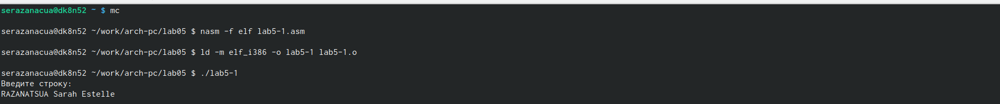 serazanacua@dk8n52 ~ $ mc
serazanacua@dk8n52 ~/work/arch-pc/lab05 $ nasm -f elf lab5-1.asm
serazanacua@dk8n52 ~/work/arch-pc/lab05 $ ld -m elf_i386 -o lab5-1 lab5-1.o
serazanacua@dk8n52 ~/work/arch-pc/lab05 $ ./lab5-1
Введите строку:
RAZANATSUA Sarah Estelle